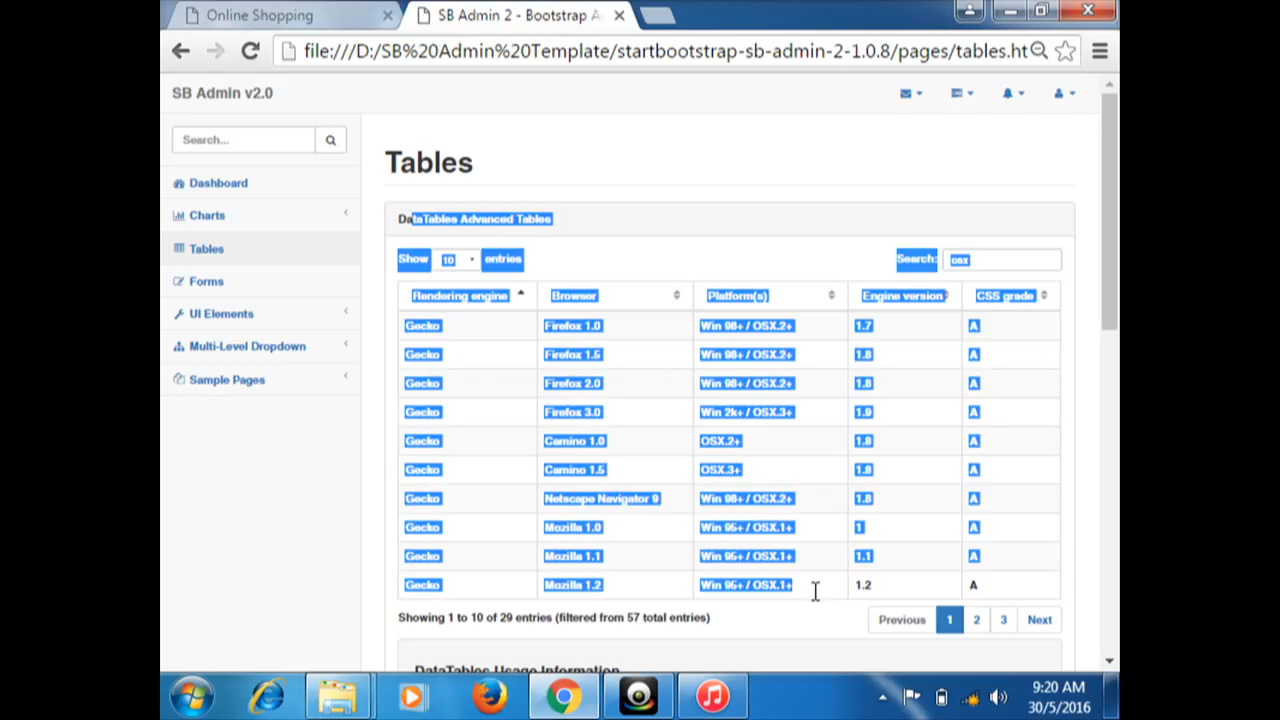 Online Shopping
SB Admin 2 - Bootstrap A
file:///D:/SB%20Admin%20Template/startbootstrap-sb-admin-2-1.0.8/pages/tables.ht
SB Admin v2.0
Search...
Dashboard
Charts
Tables
Forms
UI Elements
Multi-Level Dropdown
Sample Pages
Tables
DataTables Advanced Tables
Show 10 entries Search: osx
Rendering engine Browser Platform(s) Engine version CSS grade
Gecko Firefox 1.0 Win 98+ / OSX.2+ 1.7 A
Gecko Firefox 1.5 Win 98+ / OSX.2+ 1.8 A
Gecko Firefox 2.0 Win 98+ / OSX.2+ 1.8 A
Gecko Firefox 3.0 Win 2k+ / OSX.3+ 1.9 A
Gecko Camino 1.0 OSX.2+ 1.8 A
Gecko Camino 1.5 OSX.3+ 1.8 A
Gecko Netscape Navigator 9 Win 98+ / OSX.2+ 1.8 A
Gecko Mozilla 1.0 Win 95+ / OSX.1+ 1 A
Gecko Mozilla 1.1 Win 95+ / OSX.1+ 1.1 A
Gecko Mozilla 1.2 Win 95+ / OSX.1+ 1.2 A
Showing 1 to 10 of 29 entries (filtered from 57 total entries)
Previous 1 2 3 Next
DataTables Usage Information
9:20 AM
30/5/2016